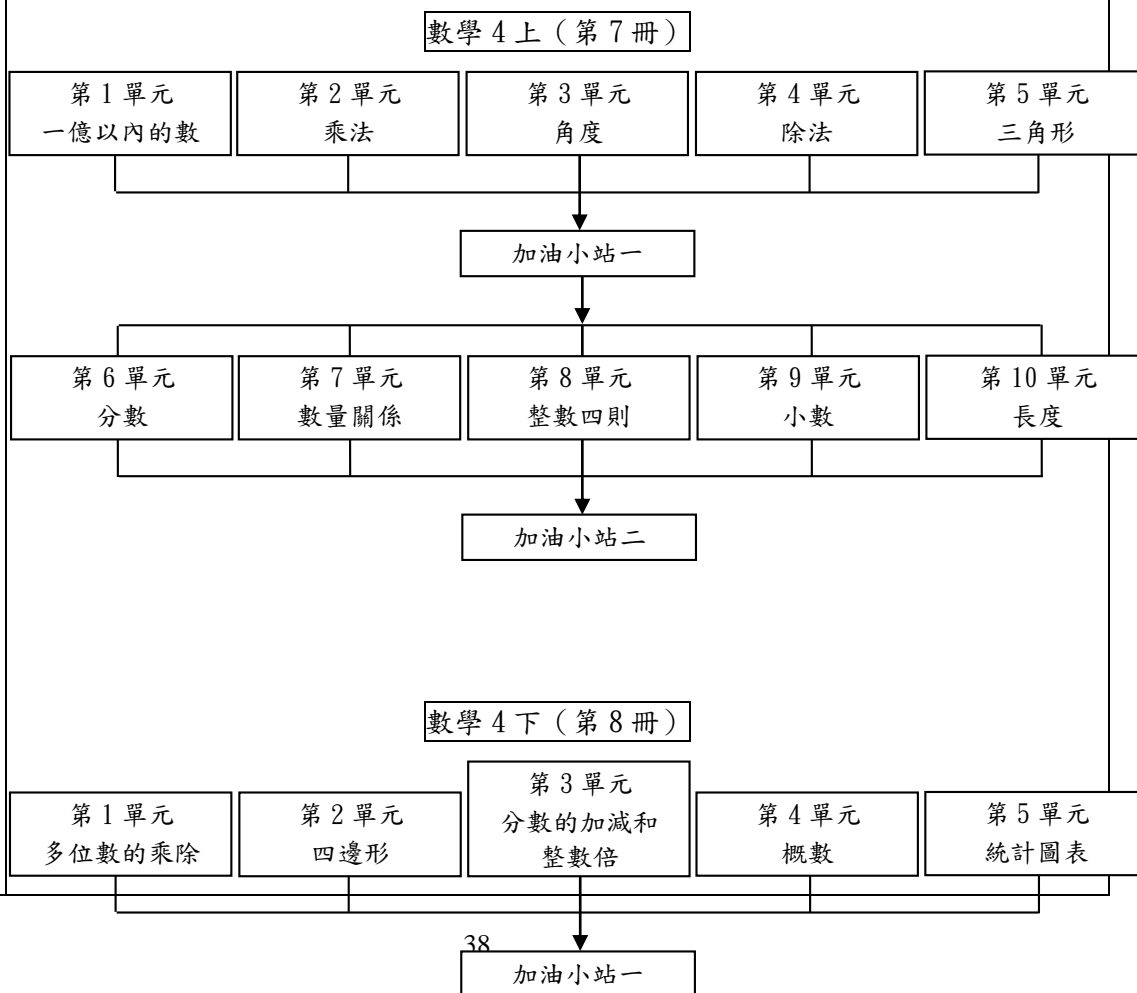 數學 4 上（第 7 冊）
第 1 單元
一億以內的數
第 2 單元
乘法
第 3 單元
角度
第 4 單元
除法
第 5 單元
三角形
加油小站一
第 6 單元
分數
第 7 單元
數量關係
第 8 單元
整數四則
第 9 單元
小數
第 10 單元
長度
加油小站二
數學 4 下（第 8 冊）
第 1 單元
多位數的乘除
第 2 單元
四邊形
第 3 單元
分數的加減和
整數倍
第 4 單元
概數
第 5 單元
統計圖表
38
加油小站一